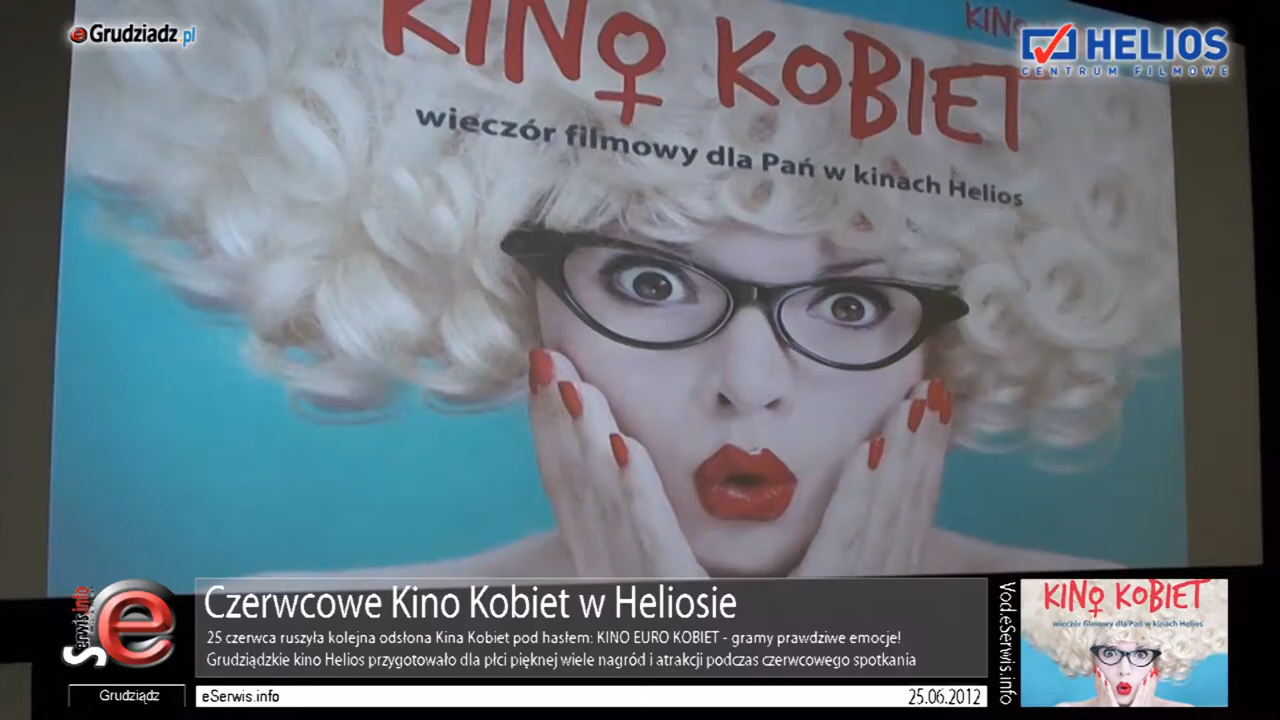 eGrudziadz.pl
KINO
HELIOS
CENTRUM FILMOWE
KINO KOBIET
wieczór filmowy dla Pań w kinach Helios
Czerwcowe Kino Kobiet w Heliosie
25 czerwca ruszyła kolejna odsłona Kina Kobiet pod hasłem: KINO EURO KOBIET - gramy prawdziwe emocje!
Grudziądzkie kino Helios przygotowało dla płci pięknej wiele nagród i atrakcji podczas czerwcowego spotkania
eSerwis.info
Grudziądz
eSerwis.info
25.06.2012
Vod.eSerwis.info
KINO KOBIET
wieczór filmowy dla Pań w kinach Helios